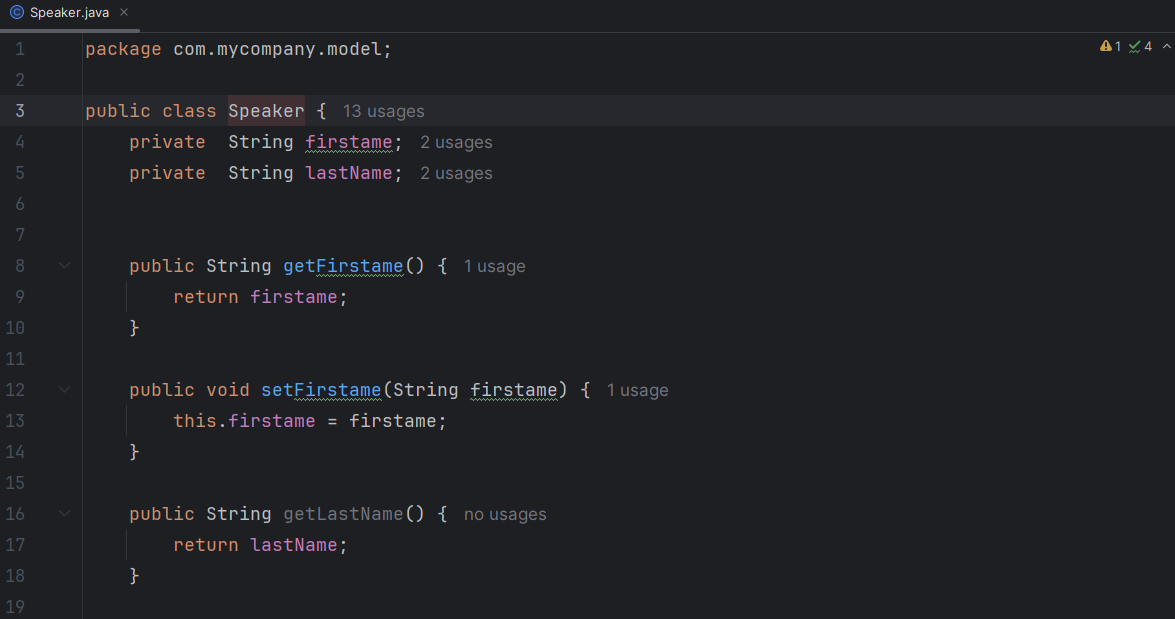 Speaker.java
1 package com.mycompany.model; 1 4
2
3 public class Speaker { 13 usages
4 private String firstame; 2 usages
5 private String lastName; 2 usages
6
7
8 public String getFirstame() { 1 usage
9 return firstame;
10 }
11
12 public void setFirstame(String firstame) { 1 usage
13 this.firstame = firstame;
14 }
15
16 public String getLastName() { no usages
17 return lastName;
18 }
19